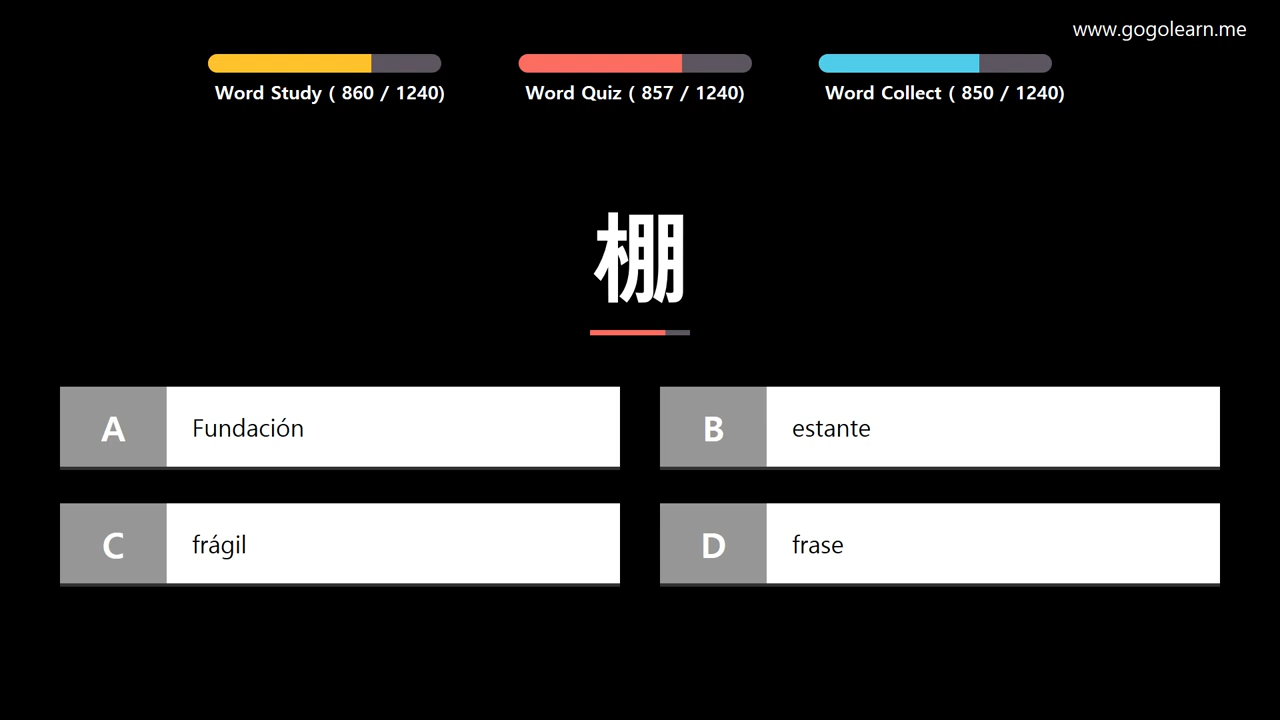 www.gogolearn.me
Word Study ( 860 / 1240)
Word Quiz ( 857 / 1240)
Word Collect ( 850 / 1240)
棚
A Fundación
B estante
C frágil
D frase